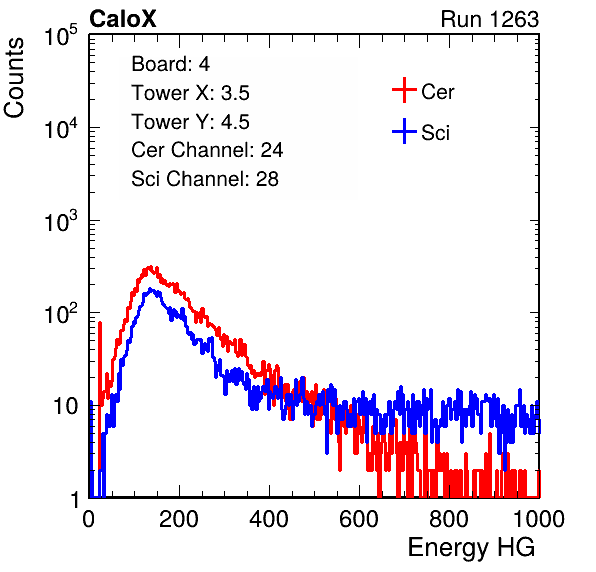 CaloX Run 1263
Counts
Board: 4
Tower X: 3.5
Tower Y: 4.5
Cer Channel: 24
Sci Channel: 28
Cer
Sci
10^5
10^4
10^3
10^2
10
1
0 200 400 600 800 1000
Energy HG